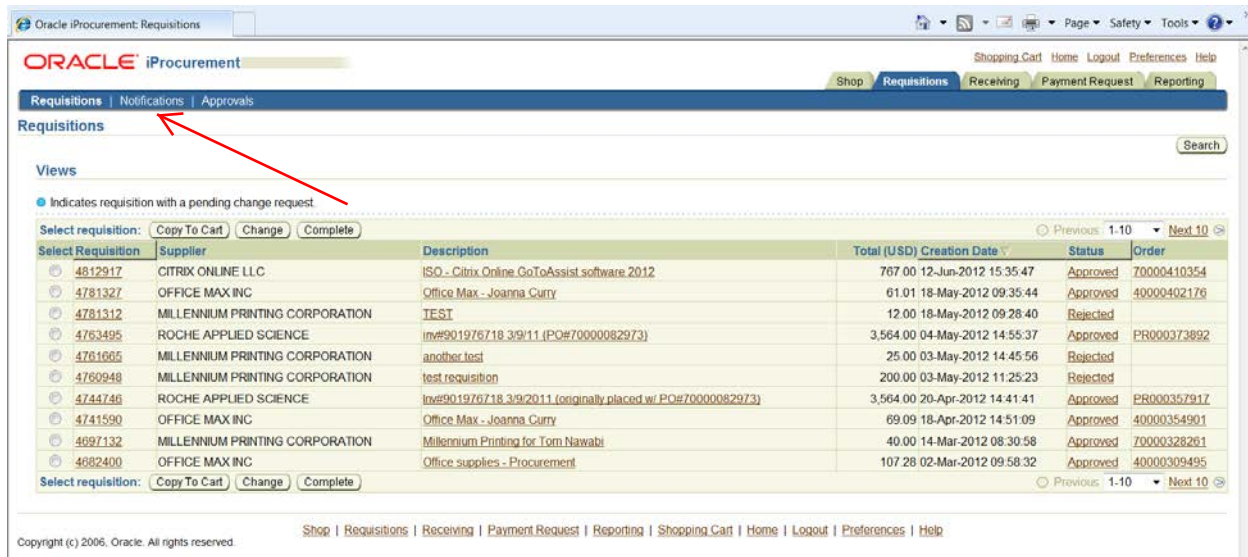 Oracle iProcurement: Requisitions
Page Safety Tools
ORACLE iProcurement
Shopping Cart Home Logout Preferences Help
Shop Requisitions Receiving Payment Request Reporting
Requisitions | Notifications | Approvals
Requisitions
Search
Views
Indicates requisition with a pending change request.
Select requisition: Copy To Cart Change Complete Previous 1-10 Next 10
Select Requisition Supplier Description Total (USD) Creation Date Status Order
4812917 CITRIX ONLINE LLC ISO - Citrix Online GoToAssist software 2012 767.00 12-Jun-2012 15:35:47 Approved 70000410354
4781327 OFFICE MAX INC Office Max - Joanna Curry 61.01 18-May-2012 09:35:44 Approved 40000402176
4781312 MILLENNIUM PRINTING CORPORATION TEST 12.00 18-May-2012 09:28:40 Rejected
4763495 ROCHE APPLIED SCIENCE inv#901976718 3/9/11 (PO#70000082973) 3,564.00 04-May-2012 14:55:37 Approved PR000373892
4761665 MILLENNIUM PRINTING CORPORATION another test 25.00 03-May-2012 14:45:56 Rejected
4760948 MILLENNIUM PRINTING CORPORATION test requisition 200.00 03-May-2012 11:25:23 Rejected
4744746 ROCHE APPLIED SCIENCE Inv#901976718 3/9/2011 (originally placed w/ PO#70000082973) 3,564.00 20-Apr-2012 14:41:41 Approved PR000357917
4741590 OFFICE MAX INC Office Max - Joanna Curry 69.09 18-Apr-2012 14:51:09 Approved 40000354901
4697132 MILLENNIUM PRINTING CORPORATION Millennium Printing for Tom Nawabi 40.00 14-Mar-2012 08:30:58 Approved 70000328261
4682400 OFFICE MAX INC Office supplies - Procurement 107.28 02-Mar-2012 09:58:32 Approved 40000309495
Select requisition: Copy To Cart Change Complete Previous 1-10 Next 10
Shop | Requisitions | Receiving | Payment Request | Reporting | Shopping Cart | Home | Logout | Preferences | Help
Copyright (c) 2006, Oracle. All rights reserved.